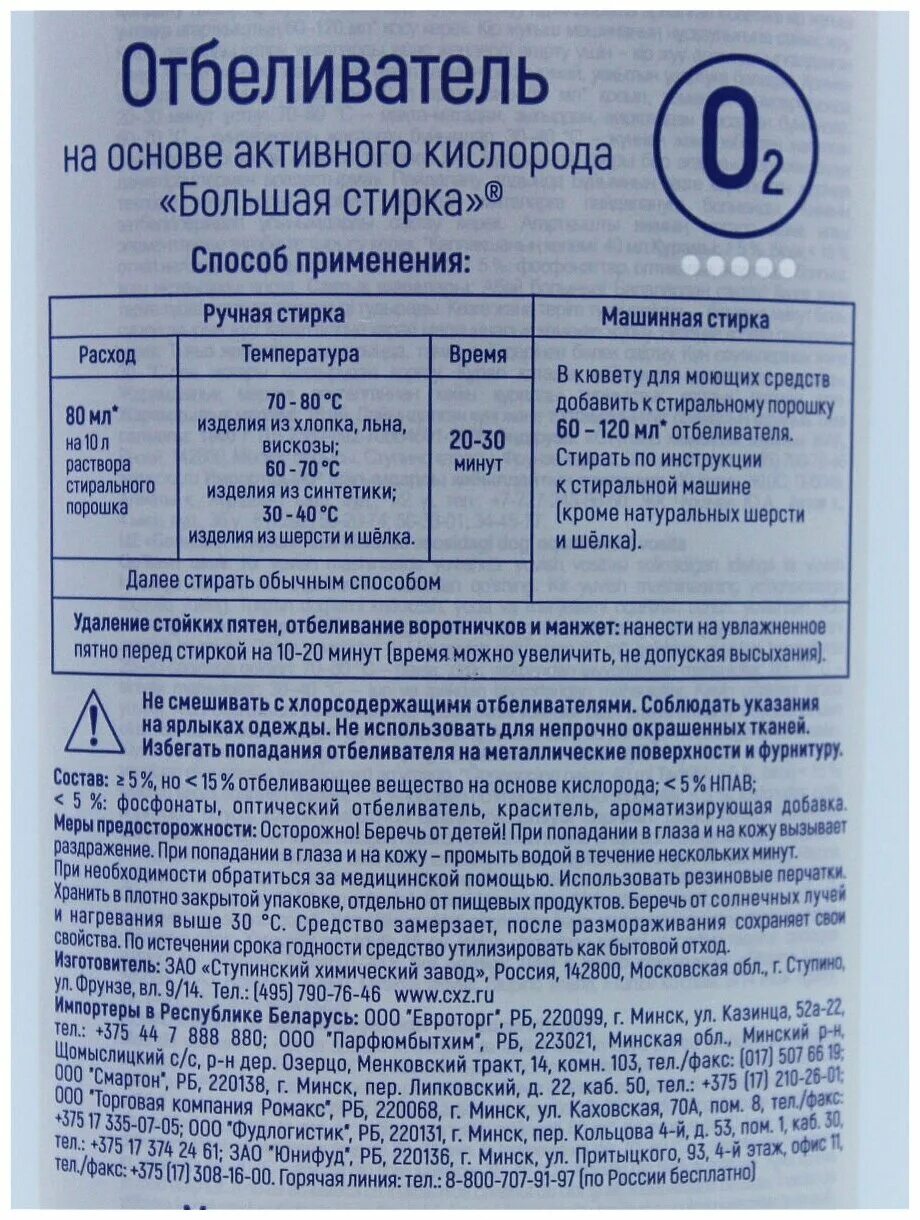 Отбеливатель
на основе активного кислорода
«Большая стирка»®
O2
Способ применения:
Ручная стирка
Машинная стирка
Расход
Температура
Время
80 мл*
на 10 л
раствора
стирального
порошка
70 - 80 °C
изделия из хлопка, льна,
вискозы;
60 - 70 °C
изделия из синтетики;
30 - 40 °C
изделия из шерсти и шёлка.
20-30
минут
В кювету для моющих средств
добавить к стиральному порошку
60 – 120 мл* отбеливателя.
Стирать по инструкции
к стиральной машине
(кроме натуральных шерсти
и шёлка).
Далее стирать обычным способом
Удаление стойких пятен, отбеливание воротничков и манжет: нанести на увлажненное
пятно перед стиркой на 10-20 минут (время можно увеличить, не допуская высыхания).
Не смешивать с хлорсодержащими отбеливателями. Соблюдать указания
на ярлыках одежды. Не использовать для непрочно окрашенных тканей.
Избегать попадания отбеливателя на металлические поверхности и фурнитуру.
Состав: ≥ 5 %, но < 15 % отбеливающее вещество на основе кислорода; < 5 % НПАВ;
< 5 %: фосфонаты, оптический отбеливатель, краситель, ароматизирующая добавка.
Меры предосторожности: Осторожно! Беречь от детей! При попадании в глаза и на кожу вызывает
раздражение. При попадании в глаза и на кожу – промыть водой в течение нескольких минут.
При необходимости обратиться за медицинской помощью. Использовать резиновые перчатки.
Хранить в плотно закрытой упаковке, отдельно от пищевых продуктов. Беречь от солнечных лучей
и нагревания выше 30 °C. Средство замерзает, после размораживания сохраняет свои
свойства. По истечении срока годности средство утилизировать как бытовой отход.
Изготовитель: ЗАО «Ступинский химический завод», Россия, 142800, Московская обл., г. Ступино,
ул. Фрунзе, вл. 9/14. Тел.: (495) 790-76-46 www.cxz.ru
Импортеры в Республике Беларусь: ООО "Евроторг", РБ, 220099, г. Минск, ул. Казинца, 52а-22,
тел.: +375 44 7 888 880; ООО "Парфюмбытхим", РБ, 223021, Минская обл., Минский р-н,
Щомыслицкий с/с, р-н дер. Озерцо, Менковский тракт, 14, комн. 103, тел./факс: (017) 507 66 19;
ООО "Смартон", РБ, 220138, г. Минск, пер. Липковский, д. 22, каб. 50, тел.: +375 (17) 210-26-01;
ООО "Торговая компания Ромакс", РБ, 220068, г. Минск, ул. Каховская, 70А, пом. 8, тел./факс:
+375 17 335-07-05; ООО "Фудлогистик", РБ, 220131, г. Минск, пер. Кольцова 4-й, д. 53, пом. 1, каб. 30,
тел.: +375 17 374 24 61; ЗАО "Юнифуд", РБ, 220136, г. Минск, ул. Притыцкого, 93, 4-й этаж, офис 11,
тел./факс: +375 (17) 308-16-00. Горячая линия: тел.: 8-800-707-91-97 (по России бесплатно)